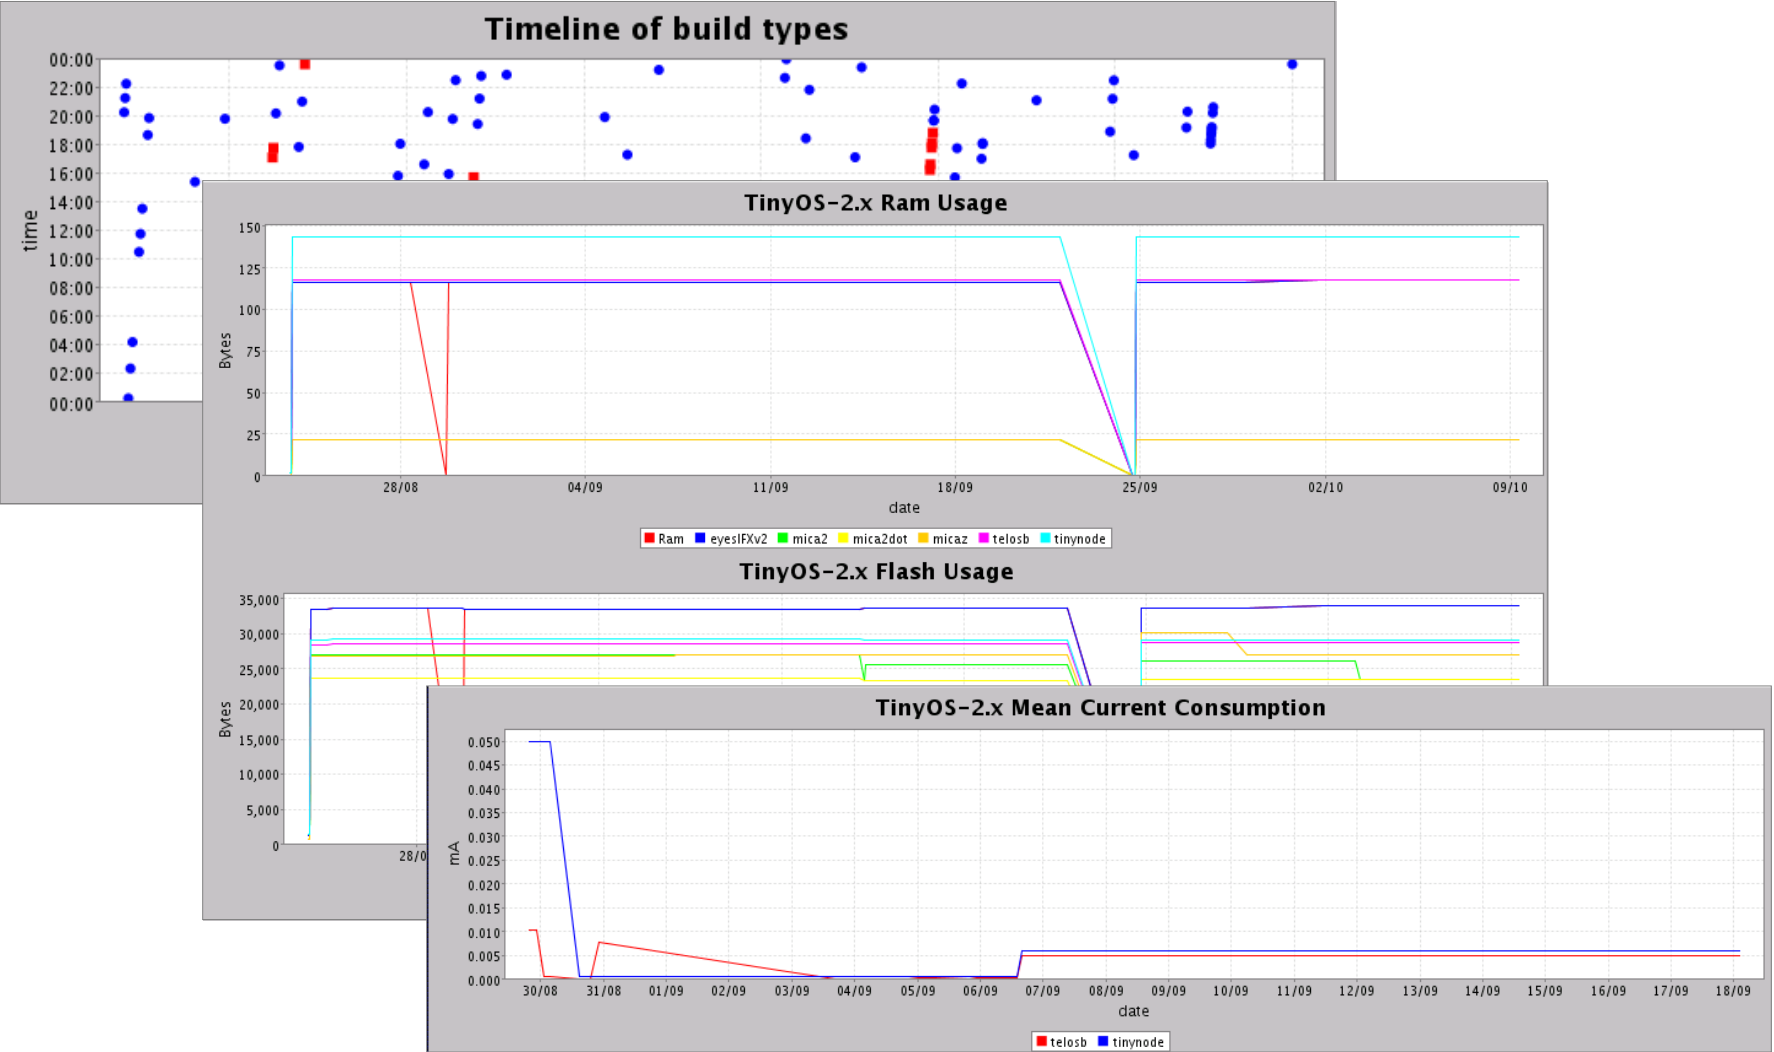 Timeline of build types
00:00
22:00
20:00
18:00
16:00
14:00
12:00
10:00
08:00
06:00
04:00
02:00
00:00
time
TinyOS-2.x Ram Usage
150
125
100
75
50
25
0
Bytes
28/08 04/09 11/09 18/09 25/09 02/10 09/10
date
Ram eyesIFXv2 mica2 mica2dot micaz telosb tinynode
TinyOS-2.x Flash Usage
35,000
30,000
25,000
20,000
15,000
10,000
5,000
0
Bytes
28/0
TinyOS-2.x Mean Current Consumption
0.050
0.045
0.040
0.035
0.030
0.025
0.020
0.015
0.010
0.005
0.000
mA
30/08 31/08 01/09 02/09 03/09 04/09 05/09 06/09 07/09 08/09 09/09 10/09 11/09 12/09 13/09 14/09 15/09 16/09 17/09 18/09
date
telosb tinynode